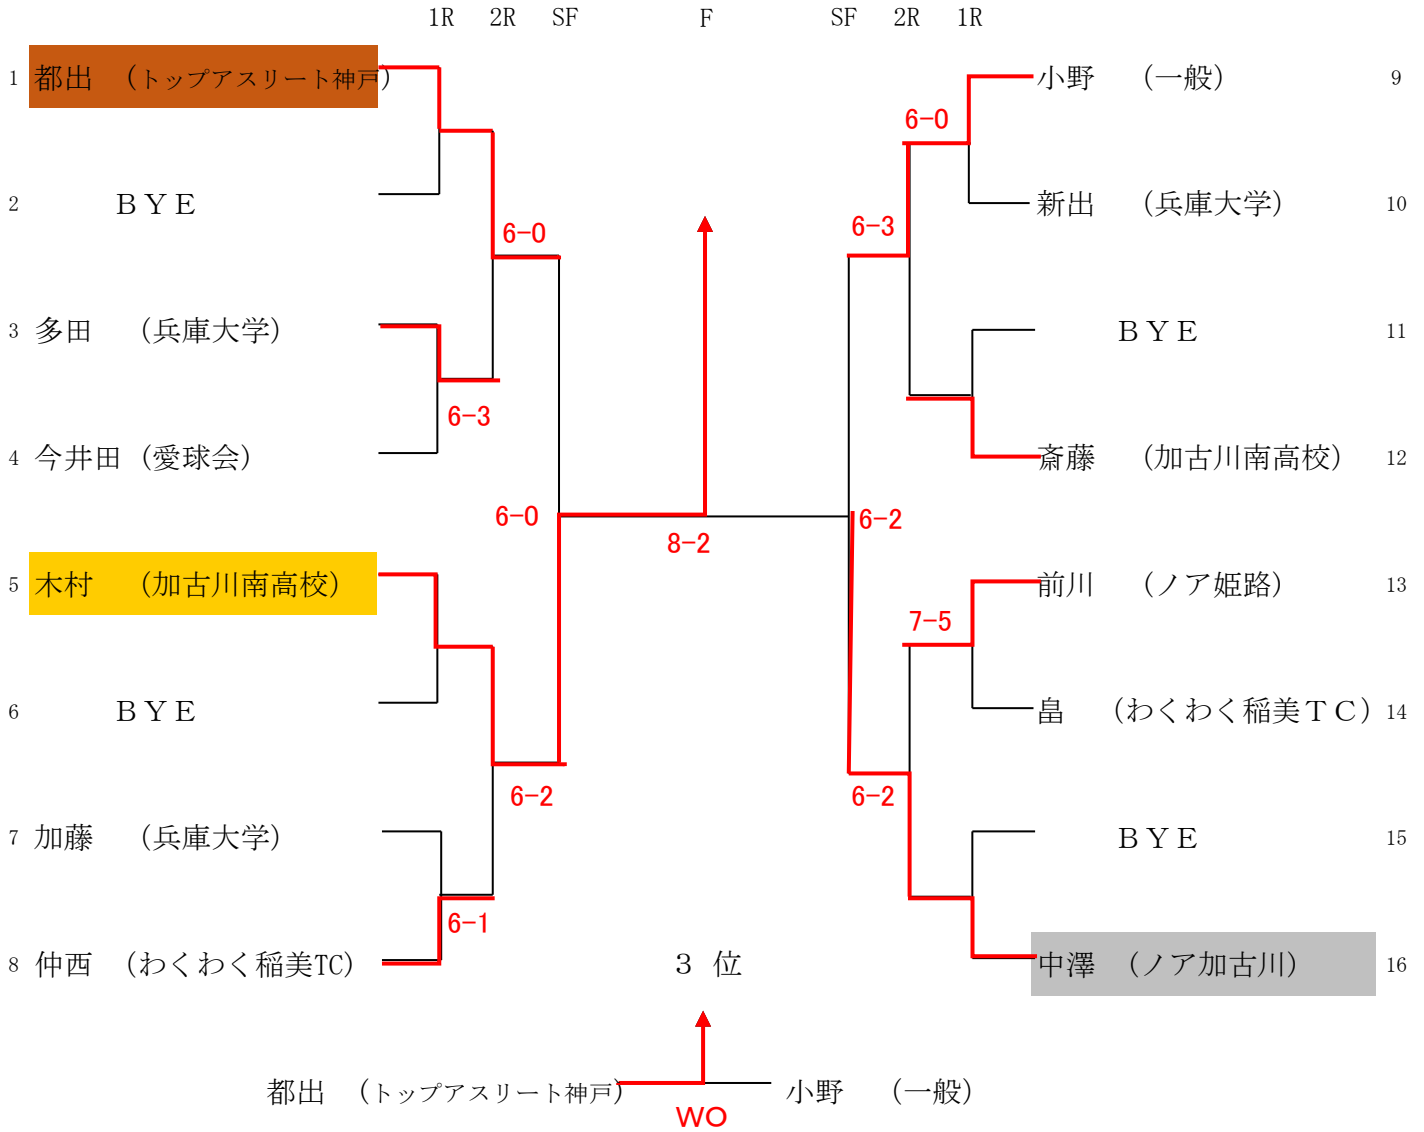 1R 2R SF F SF 2R 1R
1 都出 （トップアスリート神戸）
2 ＢＹＥ
6-0
3 多田 （兵庫大学）
6-3
4 今井田 （愛球会）
6-0
5 木村 （加古川南高校）
6 ＢＹＥ
6-2
7 加藤 （兵庫大学）
6-1
8 仲西 （わくわく稲美TC）
8-2
小野 （一般） 9
6-0
新出 （兵庫大学） 10
6-3
ＢＹＥ 11
斎藤 （加古川南高校） 12
6-2
前川 （ノア姫路） 13
7-5
畠 （わくわく稲美ＴＣ） 14
6-2
ＢＹＥ 15
中澤 （ノア加古川） 16
３ 位
都出 （トップアスリート神戸） 小野 （一般）
WO